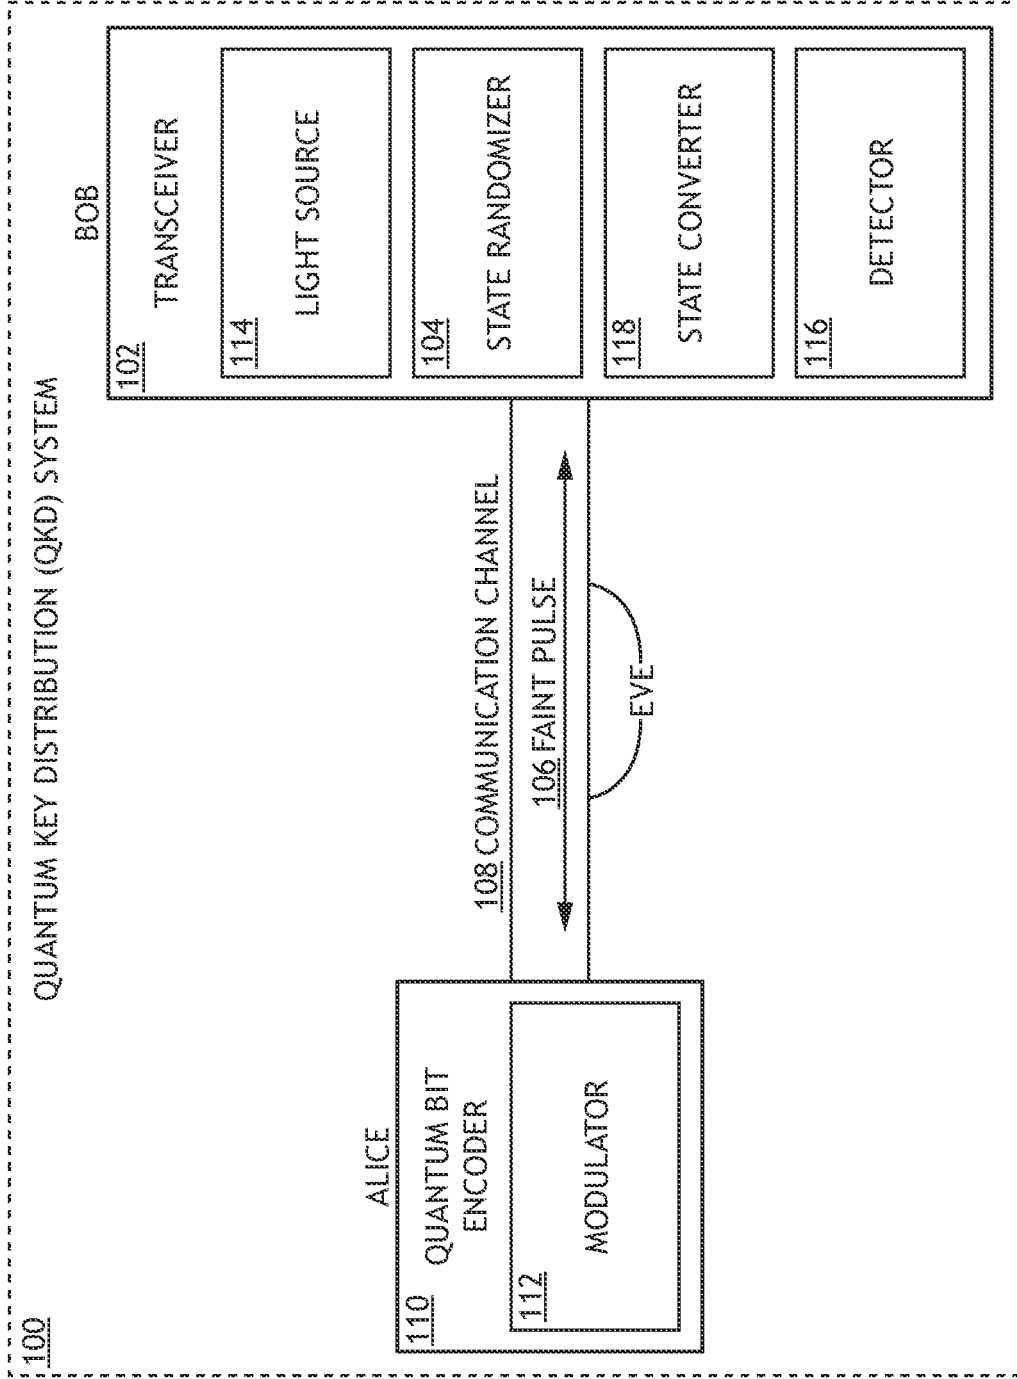 100
QUANTUM KEY DISTRIBUTION (QKD) SYSTEM
ALICE
110
QUANTUM BIT
ENCODER
112
MODULATOR
108 COMMUNICATION CHANNEL
106 FAINT PULSE
EVE
BOB
102
TRANSCEIVER
114
LIGHT SOURCE
104
STATE RANDOMIZER
118
STATE CONVERTER
116
DETECTOR